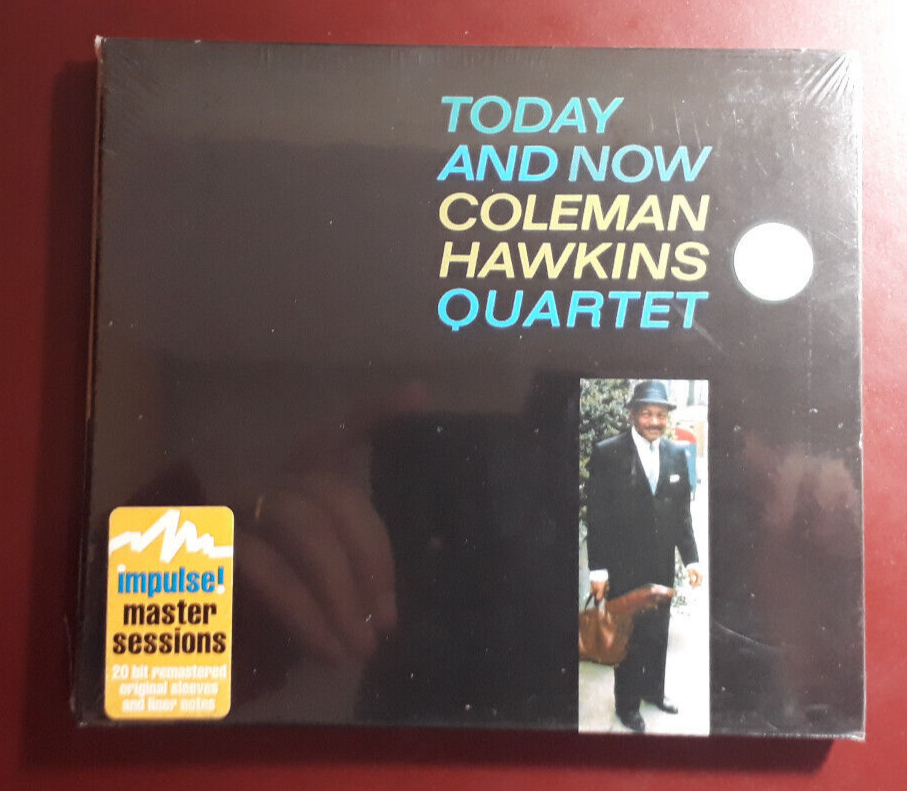 TODAY
AND NOW
COLEMAN
HAWKINS
QUARTET
impulse!
master
sessions
20 bit remastered
original sleeves
and liner notes